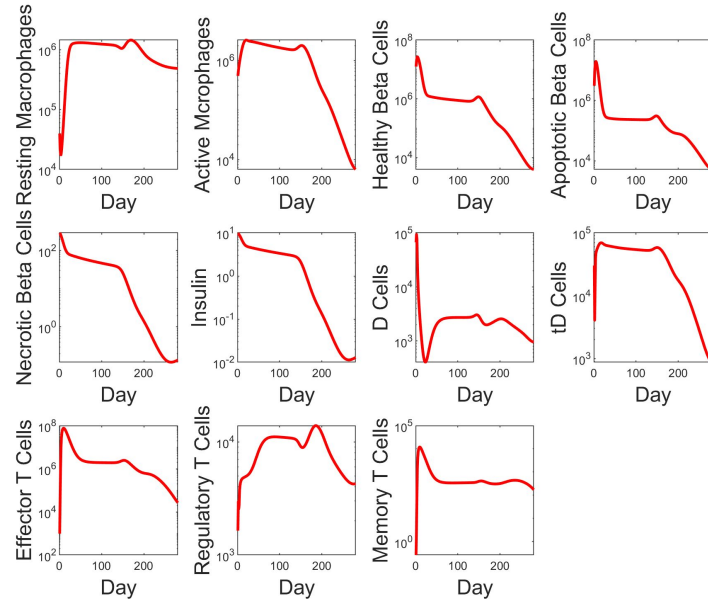 Resting Macrophages
10^6
10^5
10^4
0 100 200
Day
Active Mcrophages
10^6
10^4
0 100 200
Day
Healthy Beta Cells
10^8
10^6
10^4
0 100 200
Day
Apoptotic Beta Cells
10^8
10^6
0 100 200
Day
Necrotic Beta Cells
10^2
10^0
0 100 200
Day
Insulin
10^1
10^0
10^-1
10^-2
0 100 200
Day
D Cells
10^5
10^4
10^3
0 100 200
Day
tD Cells
10^5
10^4
10^3
0 100 200
Day
Effector T Cells
10^8
10^6
10^4
10^2
0 100 200
Day
Regulatory T Cells
10^4
10^3
0 100 200
Day
Memory T Cells
10^5
10^0
0 100 200
Day